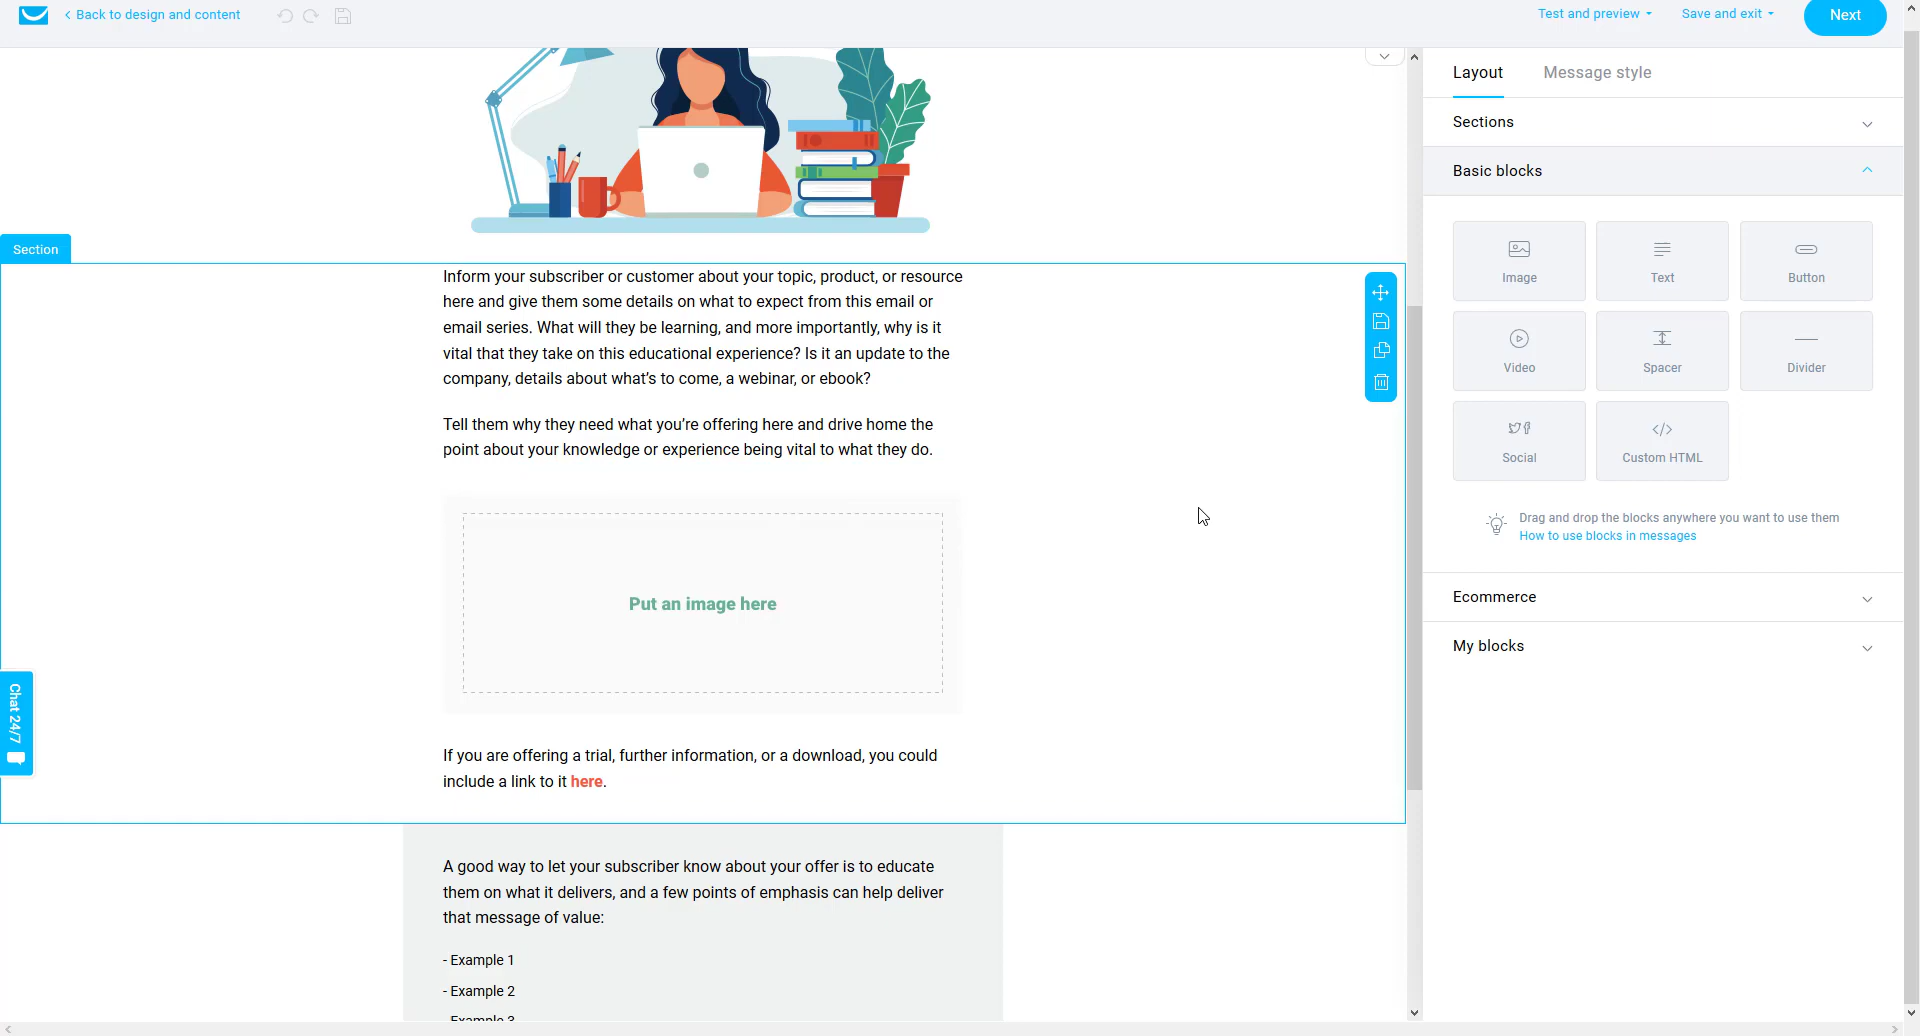 Back to design and content
Test and preview
Save and exit
Next
Layout
Message style
Sections
Basic blocks
Image
Text
Button
Video
Spacer
Divider
Social
Custom HTML
Drag and drop the blocks anywhere you want to use them
How to use blocks in messages
Ecommerce
My blocks
Section
Inform your subscriber or customer about your topic, product, or resource
here and give them some details on what to expect from this email or
email series. What will they be learning, and more importantly, why is it
vital that they take on this educational experience? Is it an update to the
company, details about what’s to come, a webinar, or ebook?
Tell them why they need what you’re offering here and drive home the
point about your knowledge or experience being vital to what they do.
Put an image here
If you are offering a trial, further information, or a download, you could
include a link to it here.
Chat 24/7
A good way to let your subscriber know about your offer is to educate
them on what it delivers, and a few points of emphasis can help deliver
that message of value:
- Example 1
- Example 2
- Example 3